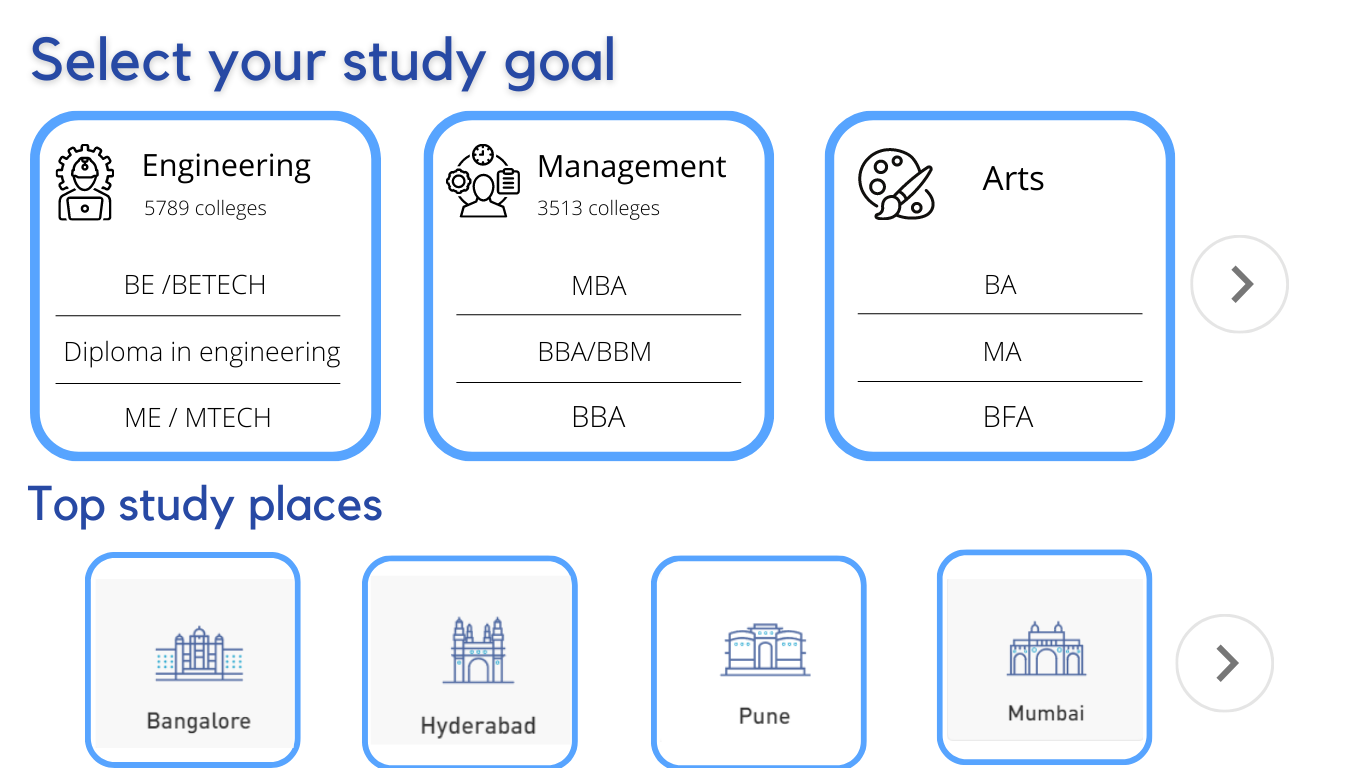 Select your study goal
Engineering
5789 colleges
BE /BETECH
Diploma in engineering
ME / MTECH
Management
3513 colleges
MBA
BBA/BBM
BBA
Arts
BA
MA
BFA
Top study places
Bangalore
Hyderabad
Pune
Mumbai